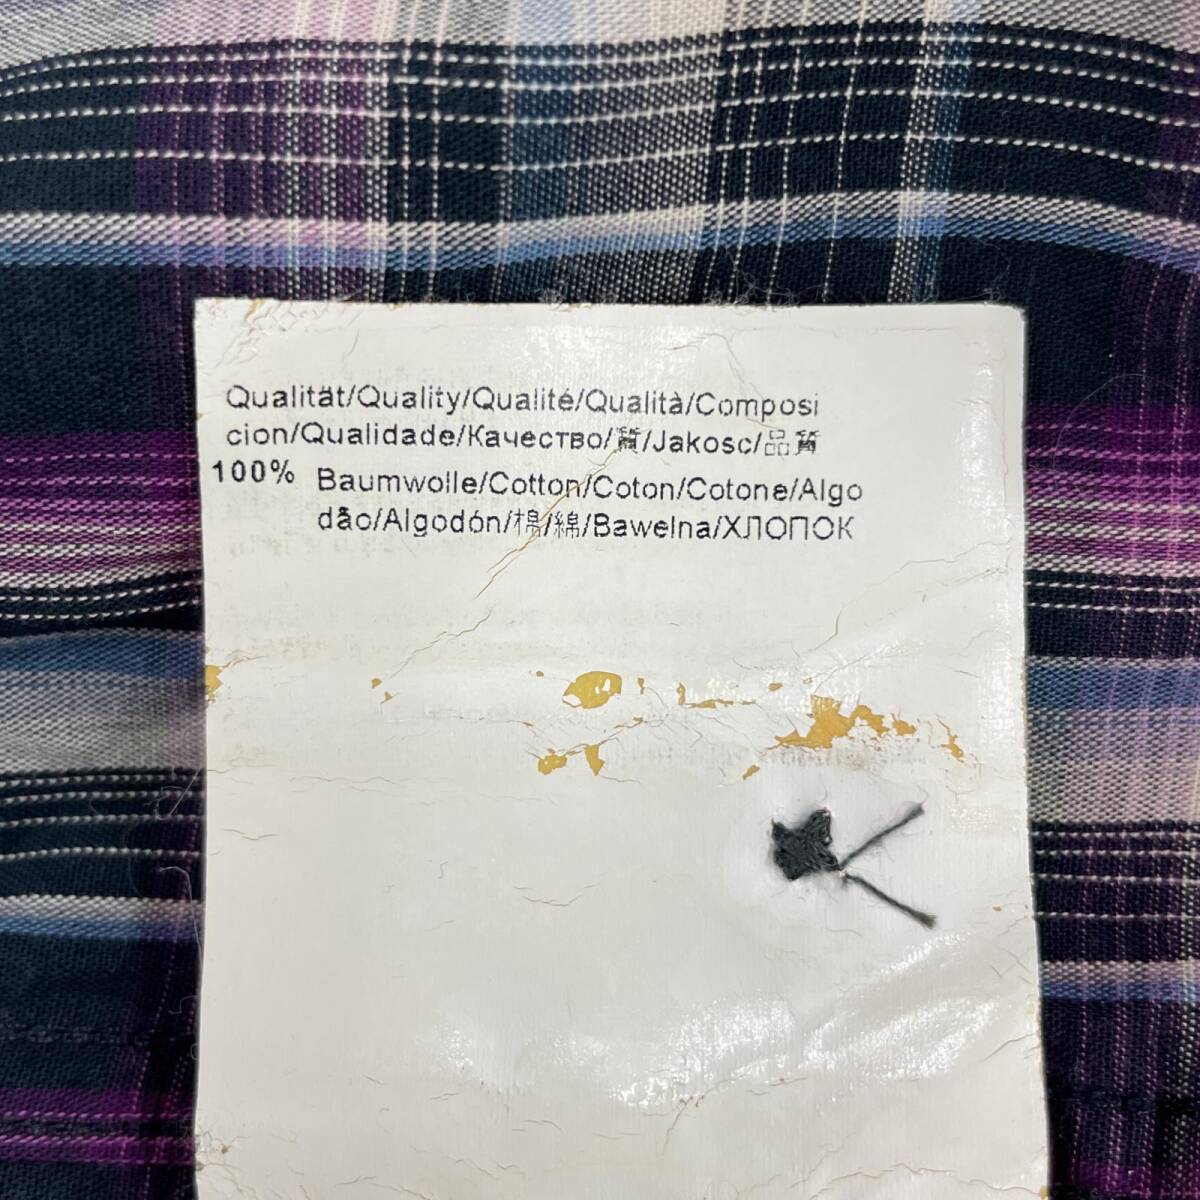 Qualität/Quality/Qualité/Qualità/Composi
cion/Qualidade/Качество/質/Jakosc/品質
100% Baumwolle/Cotton/Coton/Cotone/Algo
dão/Algodón/棉/綿/Bawelna/ХЛОПОК